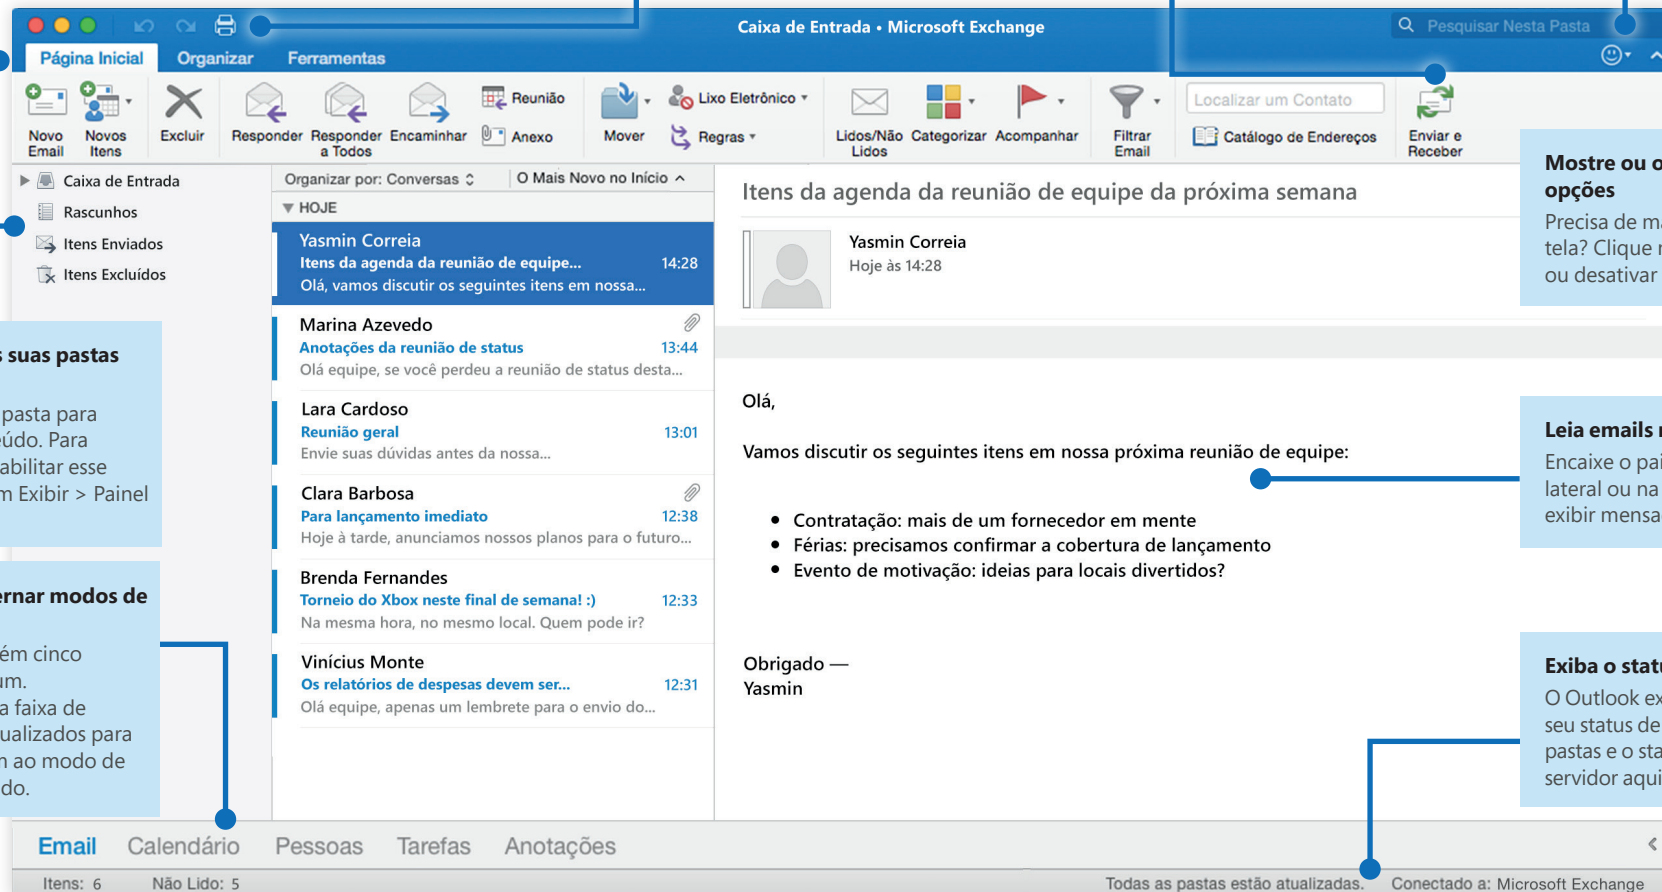 Caixa de Entrada • Microsoft Exchange
Pesquisar Nesta Pasta
Página Inicial
Organizar
Ferramentas
Novo Email
Novos Itens
Excluir
Responder
Responder a Todos
Encaminhar
Reunião
Anexo
Mover
Lixo Eletrônico
Regras
Lidos/Não Lidos
Categorizar
Acompanhar
Filtrar Email
Localizar um Contato
Catálogo de Endereços
Enviar e Receber
Caixa de Entrada
Rascunhos
Itens Enviados
Itens Excluídos
s suas pastas
pasta para
údo. Para
abilitar esse
m Exibir > Painel
ernar modos de
ém cinco
um.
a faixa de
ualizados para
n ao modo de
do.
Organizar por: Conversas
O Mais Novo no Início
HOJE
Yasmin Correia
Itens da agenda da reunião de equipe... 14:28
Olá, vamos discutir os seguintes itens em nossa...
Marina Azevedo
Anotações da reunião de status 13:44
Olá equipe, se você perdeu a reunião de status desta...
Lara Cardoso
Reunião geral 13:01
Envie suas dúvidas antes da nossa...
Clara Barbosa
Para lançamento imediato 12:38
Hoje à tarde, anunciamos nossos planos para o futuro...
Brenda Fernandes
Torneio do Xbox neste final de semana! :) 12:33
Na mesma hora, no mesmo local. Quem pode ir?
Vinícius Monte
Os relatórios de despesas devem ser... 12:31
Olá equipe, apenas um lembrete para o envio do...
Itens da agenda da reunião de equipe da próxima semana
Yasmin Correia
Hoje às 14:28
Olá,
Vamos discutir os seguintes itens em nossa próxima reunião de equipe:
• Contratação: mais de um fornecedor em mente
• Férias: precisamos confirmar a cobertura de lançamento
• Evento de motivação: ideias para locais divertidos?
Obrigado —
Yasmin
Mostre ou o
opções
Precisa de ma
tela? Clique n
ou desativar
Leia emails r
Encaixe o pai
lateral ou na
exibir mensa
Exiba o statu
O Outlook ex
seu status de
pastas e o sta
servidor aqui
Email
Calendário
Pessoas
Tarefas
Anotações
Itens: 6
Não Lido: 5
Todas as pastas estão atualizadas.
Conectado a: Microsoft Exchange